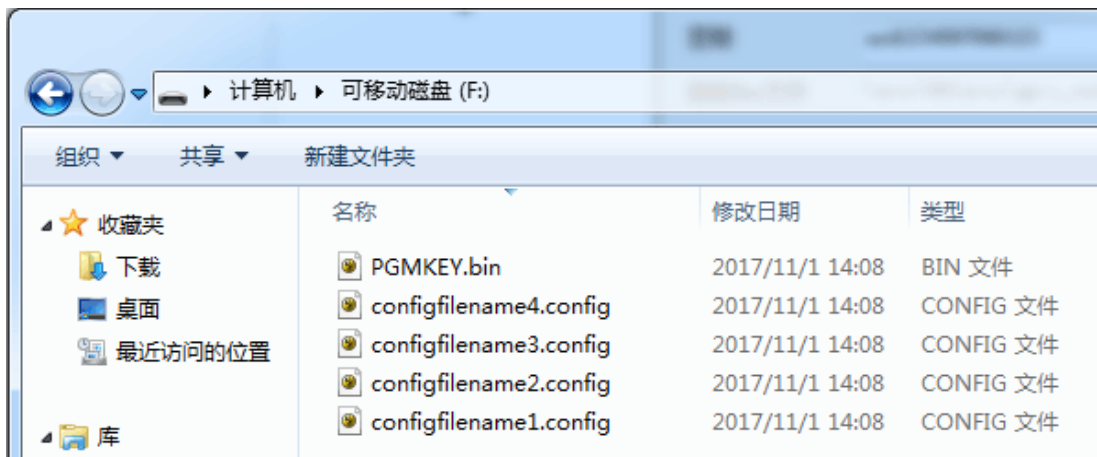 计算机 可移动磁盘 (F:)
组织 共享 新建文件夹
收藏夹
下载
桌面
最近访问的位置
库
名称 修改日期 类型
PGMKEY.bin 2017/11/1 14:08 BIN 文件
configfilename4.config 2017/11/1 14:08 CONFIG 文件
configfilename3.config 2017/11/1 14:08 CONFIG 文件
configfilename2.config 2017/11/1 14:08 CONFIG 文件
configfilename1.config 2017/11/1 14:08 CONFIG 文件